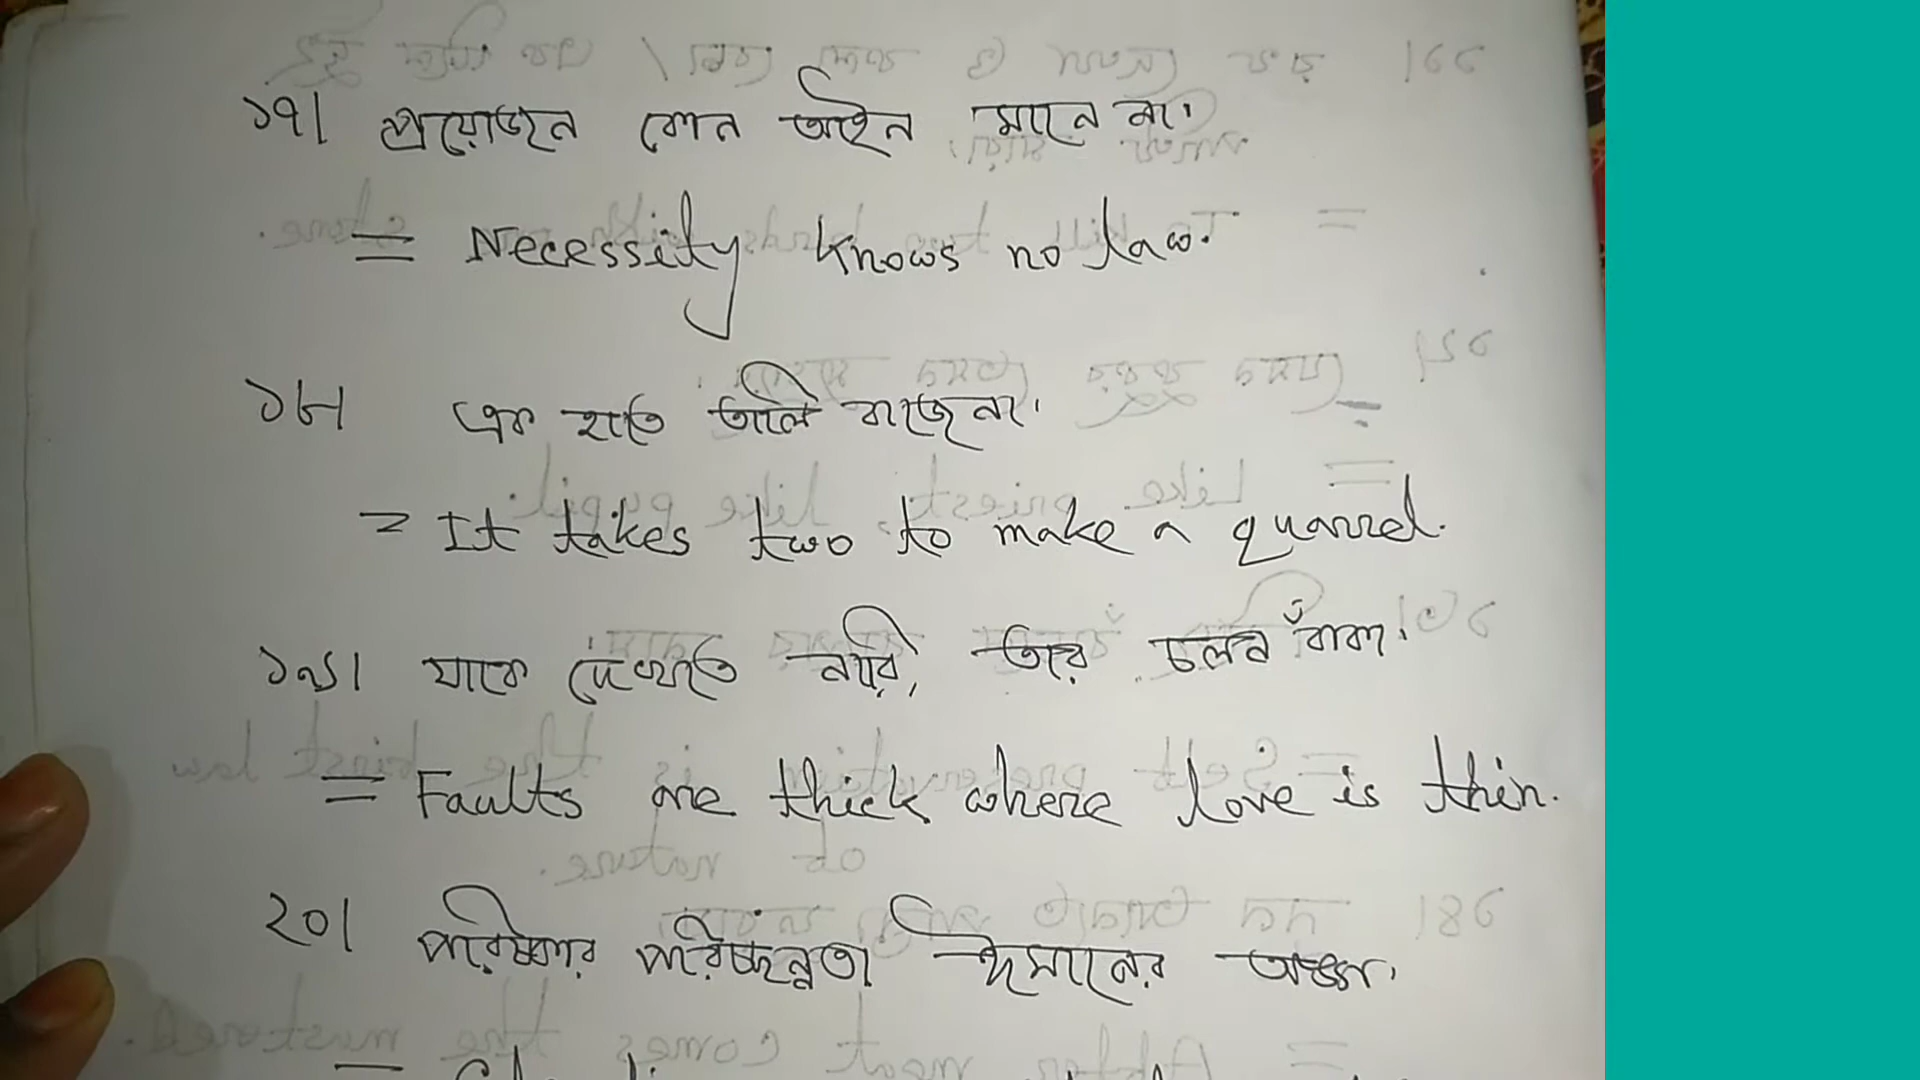 ১৭। প্রয়োজন কোন আইন মানে না।
= Necessity knows no law.
১৮। এক হাতে তালি বাজে না।
= It takes two to make a quarrel.
১৯। যাকে দেখতে নারি, তার চলন বাঁকা।
= Faults are thick where love is thin.
২০। পরিষ্কার পরিচ্ছন্নতা ঈমানের অঙ্গ।
=